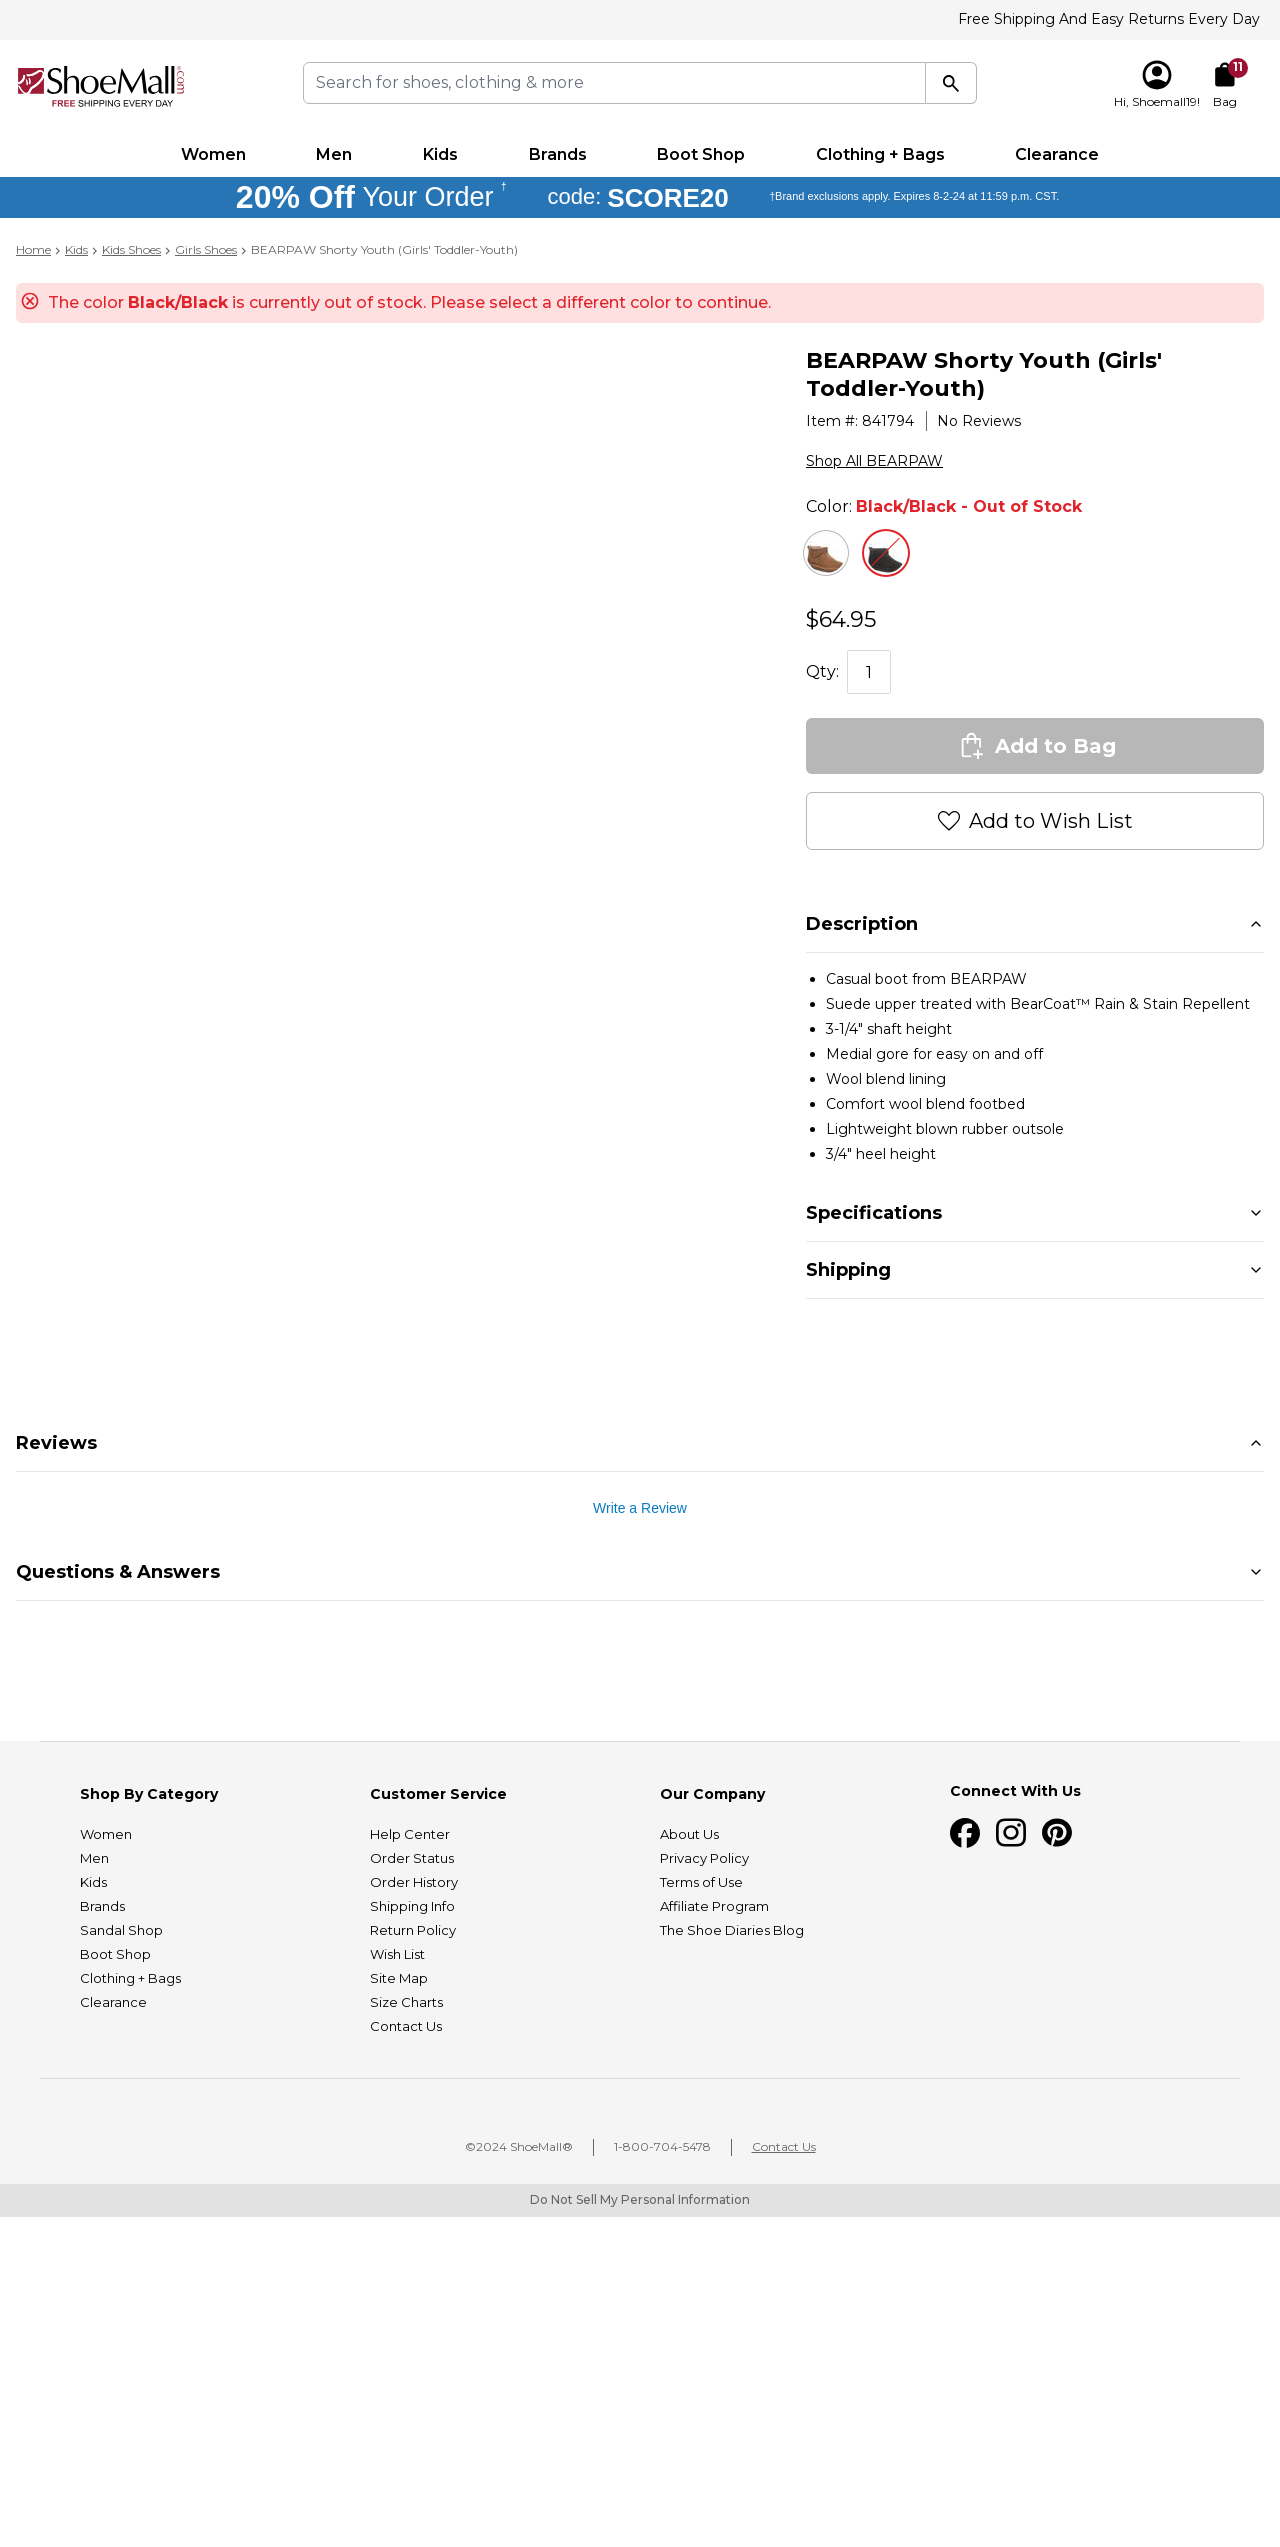 Free Shipping And Easy Returns Every Day
ShoeMall®.com
FREE SHIPPING EVERY DAY
Search for shoes, clothing & more
11
Hi, Shoemall19!
Bag
Women
Men
Kids
Brands
Boot Shop
Clothing + Bags
Clearance
20% Off Your Order † code: SCORE20 †Brand exclusions apply. Expires 8-2-24 at 11:59 p.m. CST.
Home > Kids > Kids Shoes > Girls Shoes > BEARPAW Shorty Youth (Girls' Toddler-Youth)
The color Black/Black is currently out of stock. Please select a different color to continue.
BEARPAW Shorty Youth (Girls'
Toddler-Youth)
Item #: 841794 | No Reviews
Shop All BEARPAW
Color: Black/Black - Out of Stock
$64.95
Qty: 1
Add to Bag
Add to Wish List
Description
• Casual boot from BEARPAW
• Suede upper treated with BearCoat™ Rain & Stain Repellent
• 3-1/4" shaft height
• Medial gore for easy on and off
• Wool blend lining
• Comfort wool blend footbed
• Lightweight blown rubber outsole
• 3/4" heel height
Specifications
Shipping
Reviews
Write a Review
Questions & Answers
Shop By Category
Women
Men
Kids
Brands
Sandal Shop
Boot Shop
Clothing + Bags
Clearance
Customer Service
Help Center
Order Status
Order History
Shipping Info
Return Policy
Wish List
Site Map
Size Charts
Contact Us
Our Company
About Us
Privacy Policy
Terms of Use
Affiliate Program
The Shoe Diaries Blog
Connect With Us
©2024 ShoeMall® | 1-800-704-5478 | Contact Us
Do Not Sell My Personal Information